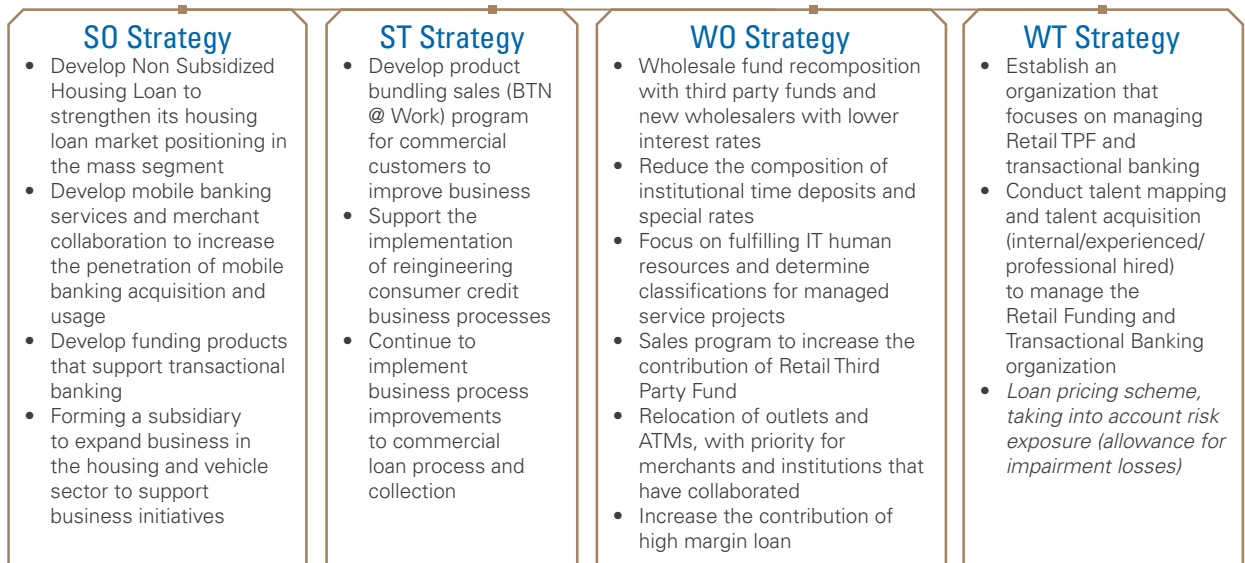 SO Strategy
• Develop Non Subsidized
Housing Loan to
strengthen its housing
loan market positioning in
the mass segment
• Develop mobile banking
services and merchant
collaboration to increase
the penetration of mobile
banking acquisition and
usage
• Develop funding products
that support transactional
banking
• Forming a subsidiary
to expand business in
the housing and vehicle
sector to support
business initiatives
ST Strategy
• Develop product
bundling sales (BTN
@ Work) program
for commercial
customers to
improve business
• Support the
implementation
of reingineering
consumer credit
business processes
• Continue to
implement
business process
improvements
to commercial
loan process and
collection
WO Strategy
• Wholesale fund recomposition
with third party funds and
new wholesalers with lower
interest rates
• Reduce the composition of
institutional time deposits and
special rates
• Focus on fulfilling IT human
resources and determine
classifications for managed
service projects
• Sales program to increase the
contribution of Retail Third
Party Fund
• Relocation of outlets and
ATMs, with priority for
merchants and institutions that
have collaborated
• Increase the contribution of
high margin loan
WT Strategy
• Establish an
organization that
focuses on managing
Retail TPF and
transactional banking
• Conduct talent mapping
and talent acquisition
(internal/experienced/
professional hired)
to manage the
Retail Funding and
Transactional Banking
organization
• Loan pricing scheme,
taking into account risk
exposure (allowance for
impairment losses)